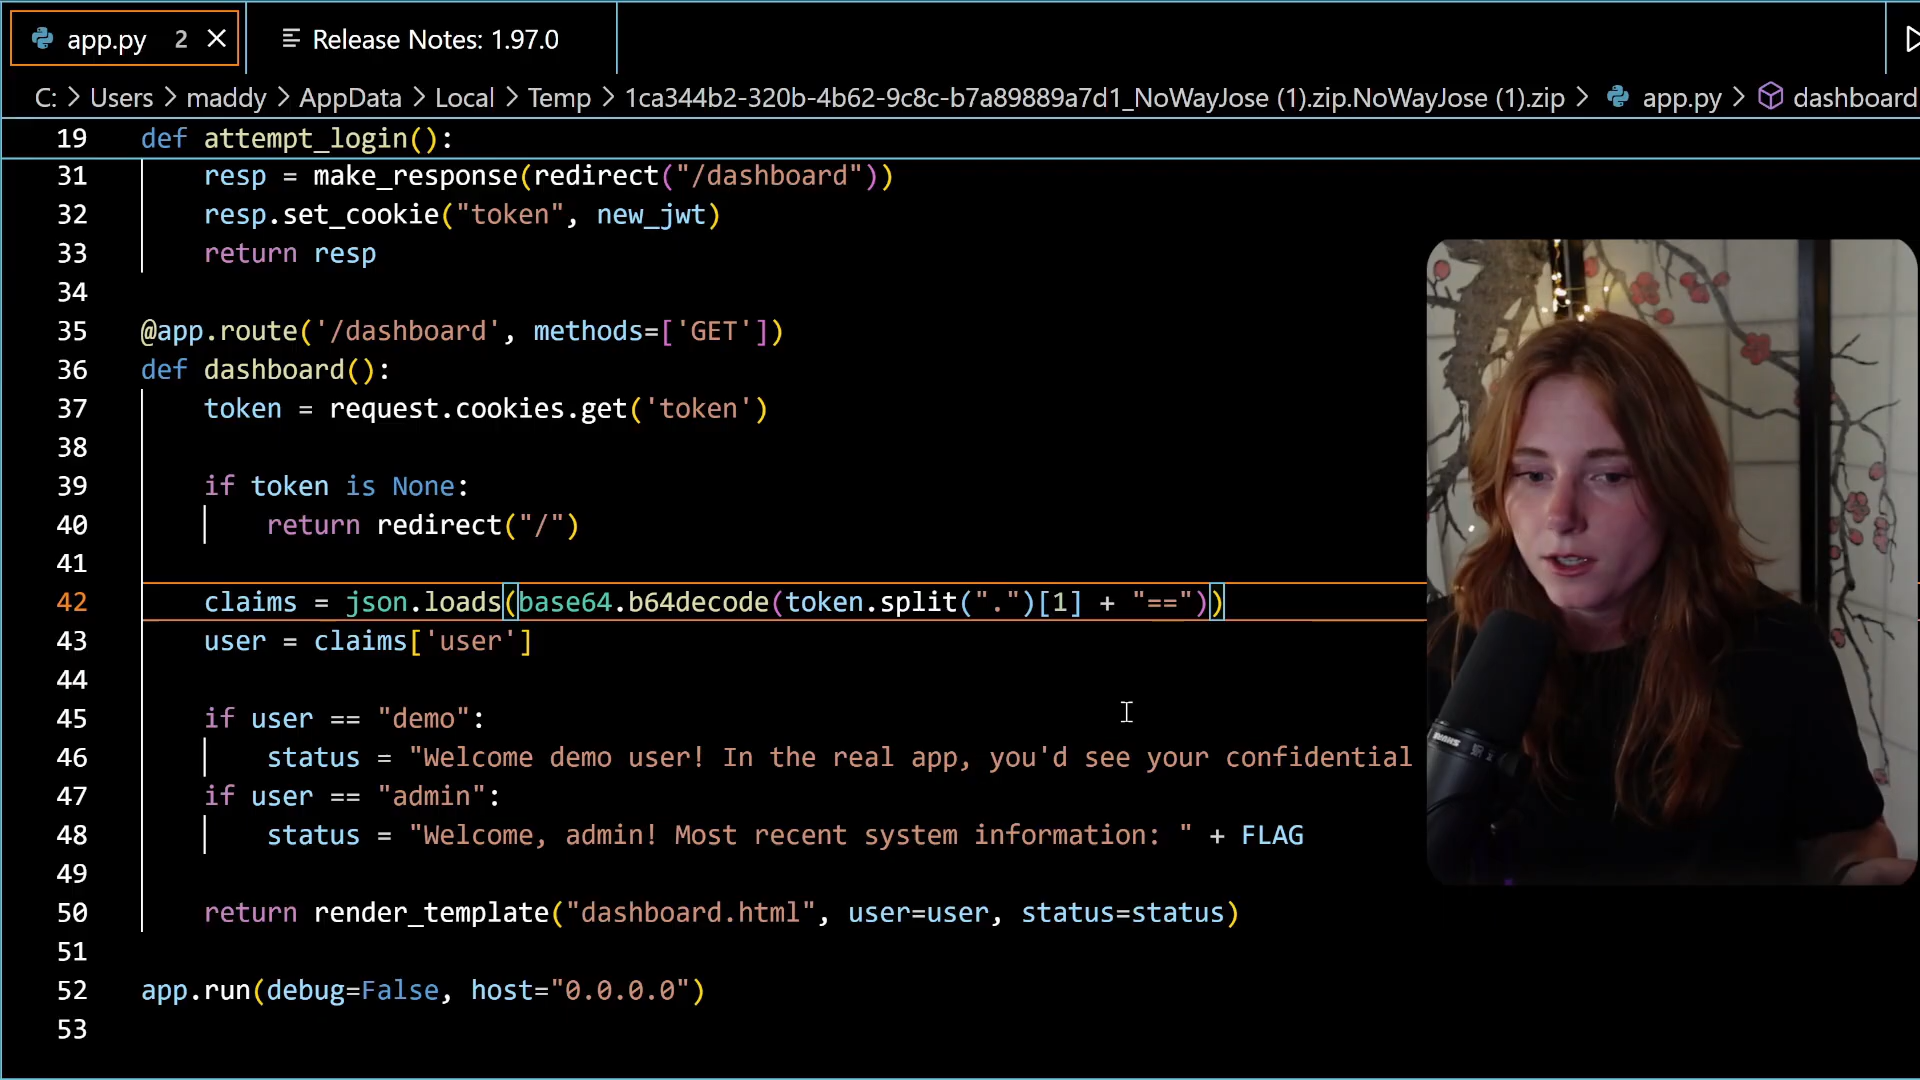 app.py 2
Release Notes: 1.97.0
C: > Users > maddy > AppData > Local > Temp > 1ca344b2-320b-4b62-9c8c-b7a89889a7d1_NoWayJose (1).zip.NoWayJose (1).zip > app.py > dashboard
19 def attempt_login():
31 resp = make_response(redirect("/dashboard"))
32 resp.set_cookie("token", new_jwt)
33 return resp
34
35 @app.route('/dashboard', methods=['GET'])
36 def dashboard():
37 token = request.cookies.get('token')
38
39 if token is None:
40 return redirect("/")
41
42 claims = json.loads(base64.b64decode(token.split(".")[1] + "=="))
43 user = claims['user']
44
45 if user == "demo":
46 status = "Welcome demo user! In the real app, you'd see your confidential
47 if user == "admin":
48 status = "Welcome, admin! Most recent system information: " + FLAG
49
50 return render_template("dashboard.html", user=user, status=status)
51
52 app.run(debug=False, host="0.0.0.0")
53